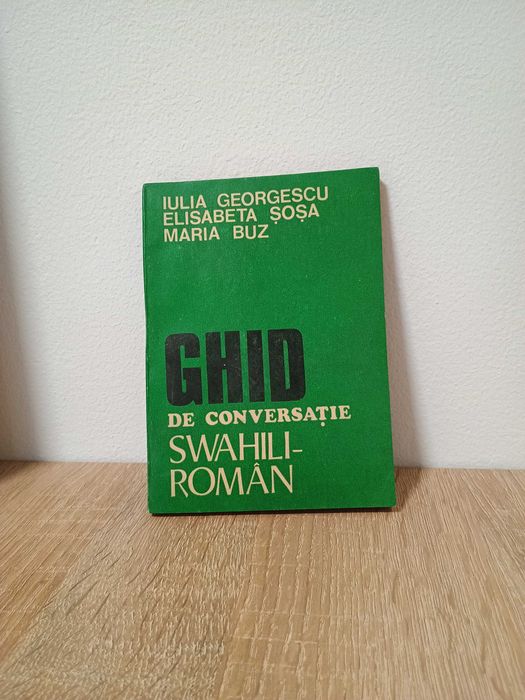 IULIA GEORGESCU
ELISABETA ȘOȘA
MARIA BUZ
GHID
DE CONVERSAȚIE
SWAHILI-
ROMÂN